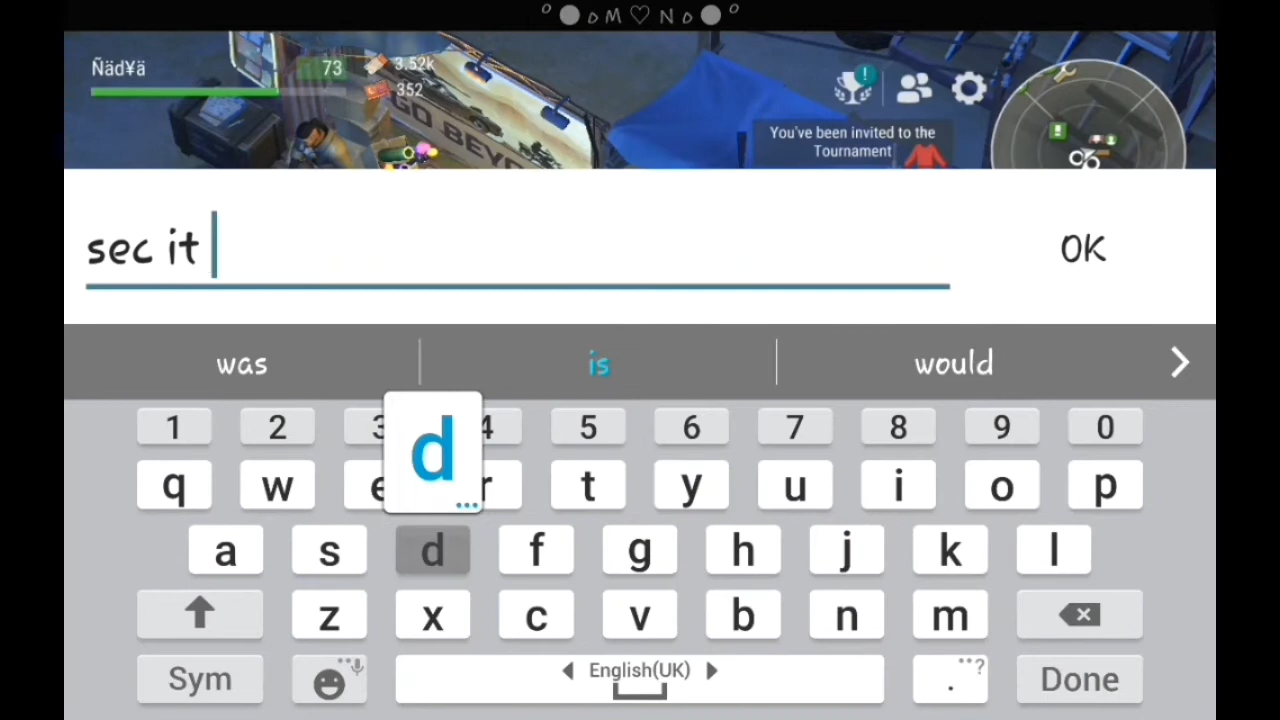 ° ● o M ♡ N o ● °
Ñäd¥ä 73 3.52k
352
GO BEYO
You've been invited to the
Tournament
sec it
OK
was is would
d
1 2 3 4 5 6 7 8 9 0
q w e r t y u i o p
a s d f g h j k l
z x c v b n m
Sym English(UK) . ? Done